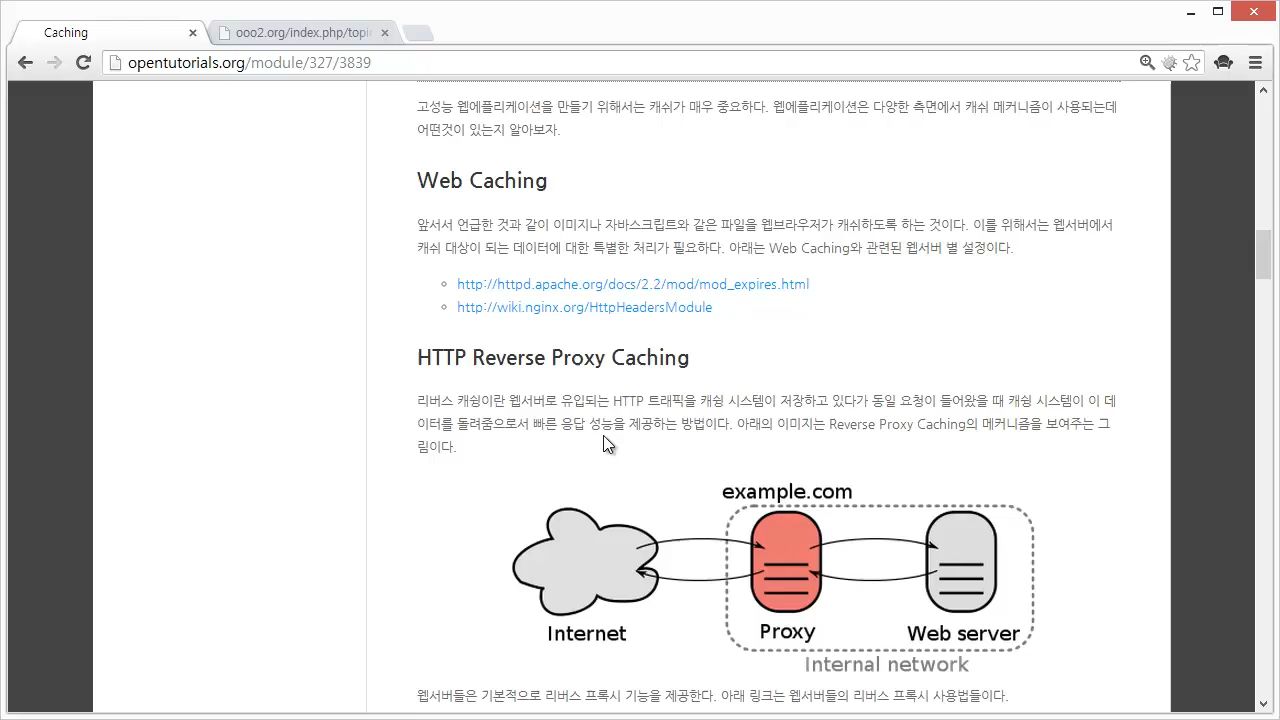 Caching
ooo2.org/index.php/topi
opentutorials.org/module/327/3839
고성능 웹에플리케이션을 만들기 위해서는 캐쉬가 매우 중요하다. 웹에플리케이션은 다양한 측면에서 캐쉬 메커니즘이 사용되는데
어떤것이 있는지 알아보자.
Web Caching
앞서서 언급한 것과 같이 이미지나 자바스크립트와 같은 파일을 웹브라우저가 캐쉬하도록 하는 것이다. 이를 위해서는 웹서버에서
캐쉬 대상이 되는 데이터에 대한 특별한 처리가 필요하다. 아래는 Web Caching와 관련된 웹서버 별 설정이다.
http://httpd.apache.org/docs/2.2/mod/mod_expires.html
http://wiki.nginx.org/HttpHeadersModule
HTTP Reverse Proxy Caching
리버스 캐슁이란 웹서버로 유입되는 HTTP 트래픽을 캐슁 시스템이 저장하고 있다가 동일 요청이 들어왔을 때 캐슁 시스템이 이 데
이터를 돌려줌으로서 빠른 응답 성능을 제공하는 방법이다. 아래의 이미지는 Reverse Proxy Caching의 메커니즘을 보여주는 그
림이다.
example.com
Internet
Proxy
Web server
Internal network
웹서버들은 기본적으로 리버스 프록시 기능을 제공한다. 아래 링크는 웹서버들의 리버스 프록시 사용법들이다.